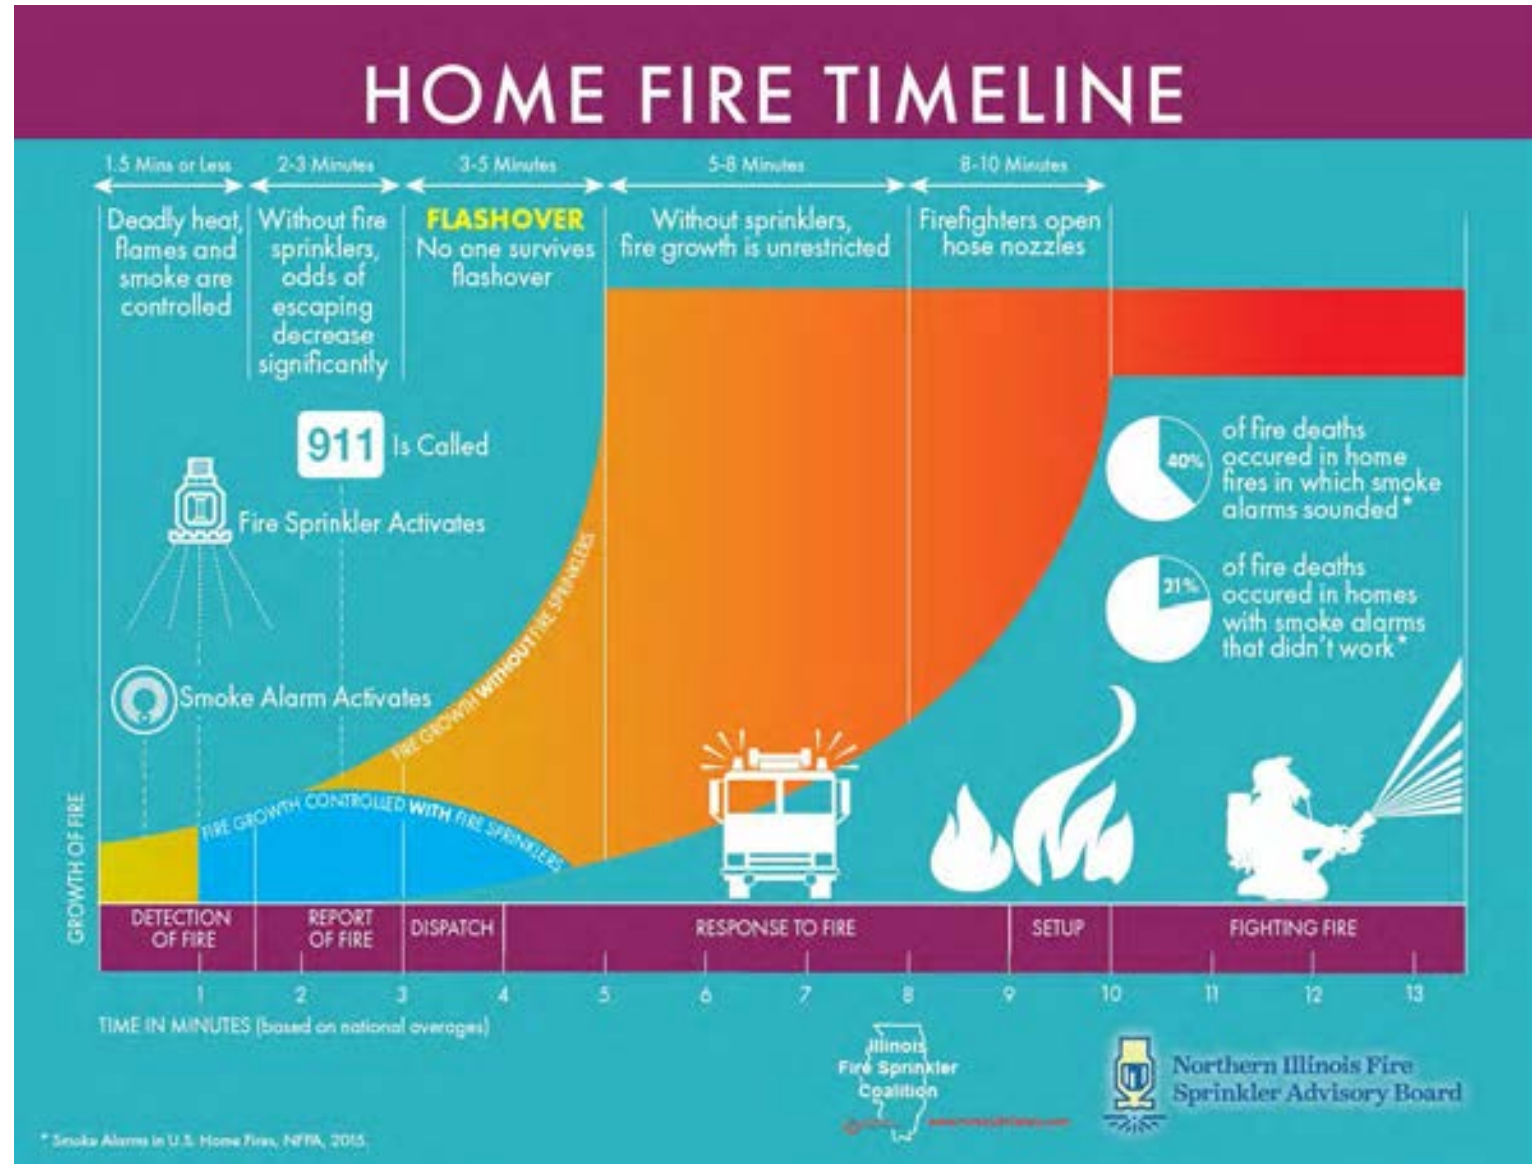 HOME FIRE TIMELINE
1.5 Mins or Less
2-3 Minutes
3-5 Minutes
5-8 Minutes
8-10 Minutes
Deadly heat,
flames and
smoke are
controlled
Without fire
sprinklers,
odds of
escaping
decrease
significantly
FLASHOVER
No one survives
flashover
Without sprinklers,
fire growth is unrestricted
Firefighters open
hose nozzles
911 Is Called
Fire Sprinkler Activates
Smoke Alarm Activates
FIRE GROWTH WITHOUT FIRE SPRINKLERS
FIRE GROWTH CONTROLLED WITH FIRE SPRINKLERS
40%
of fire deaths
occured in home
fires in which smoke
alarms sounded*
21%
of fire deaths
occured in homes
with smoke alarms
that didn't work*
GROWTH OF FIRE
DETECTION
OF FIRE
REPORT
OF FIRE
DISPATCH
RESPONSE TO FIRE
SETUP
FIGHTING FIRE
1 2 3 4 5 6 7 8 9 10 11 12 13
TIME IN MINUTES (based on national averages)
Illinois
Fire Sprinkler
Coalition
Northern Illinois Fire
Sprinkler Advisory Board
* Smoke Alarms in U.S. Home Fires, NFPA, 2015.